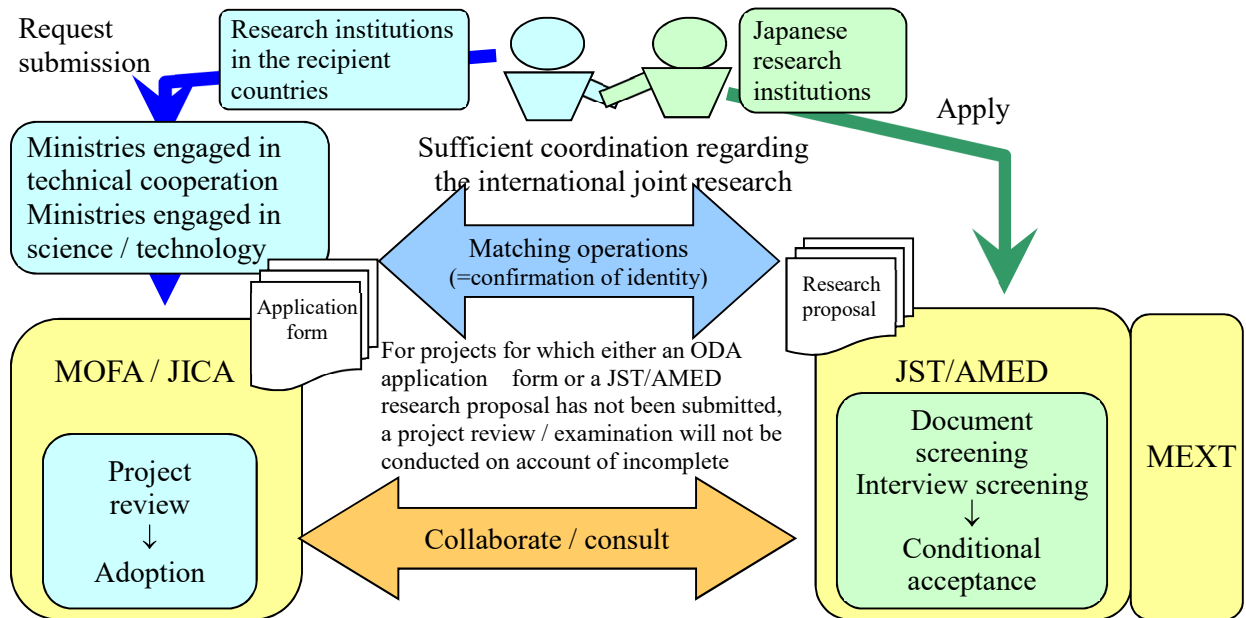 Request
submission
Research institutions
in the recipient
countries
Japanese
research
institutions
Apply
Ministries engaged in
technical cooperation
Ministries engaged in
science / technology
Sufficient coordination regarding
the international joint research
Matching operations
(=confirmation of identity)
Application
form
Research
proposal
For projects for which either an ODA
application form or a JST/AMED
research proposal has not been submitted,
a project review / examination will not be
conducted on account of incomplete
MOFA / JICA
Project
review
↓
Adoption
Collaborate / consult
JST/AMED
Document
screening
Interview screening
↓
Conditional
acceptance
MEXT